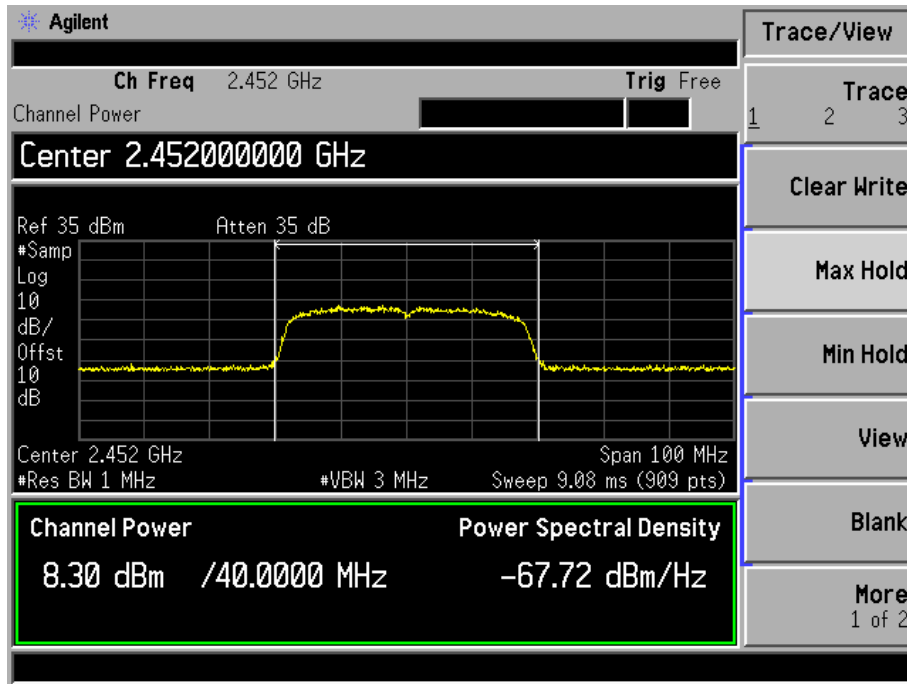 Agilent
Trace/View
Ch Freq 2.452 GHz Trig Free
Channel Power
Trace
1 2 3
Center 2.452000000 GHz
Clear Write
Ref 35 dBm Atten 35 dB
#Samp
Log
10
dB/
Offst
10
dB
Max Hold
Min Hold
View
Center 2.452 GHz Span 100 MHz
#Res BW 1 MHz #VBW 3 MHz Sweep 9.08 ms (909 pts)
Channel Power Power Spectral Density
8.30 dBm /40.0000 MHz -67.72 dBm/Hz
Blank
More
1 of 2